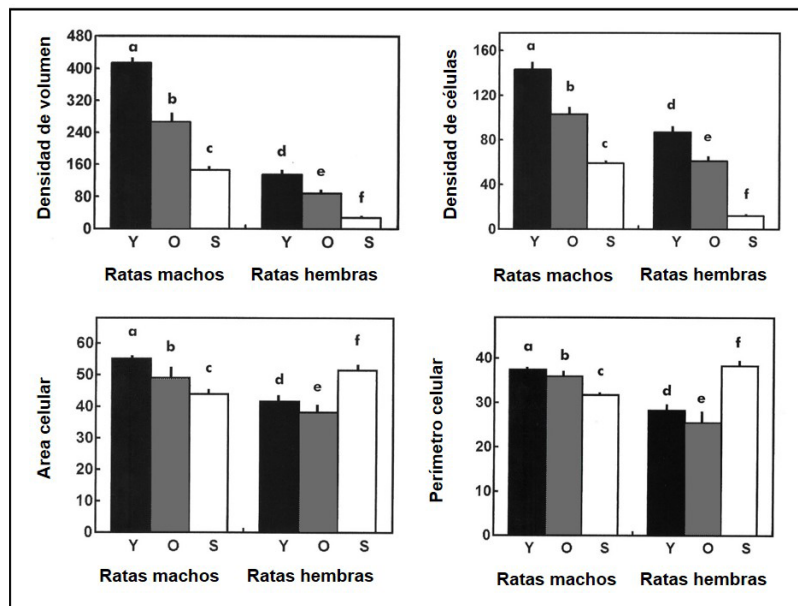 Densidad de volumen
480
400
320
240
160
80
0
a
b
c
d
e
f
Y O S Y O S
Ratas machos Ratas hembras
Densidad de células
160
120
80
40
0
a
b
c
d
e
f
Y O S Y O S
Ratas machos Ratas hembras
Area celular
60
50
40
30
20
10
0
a
b
c
d
e
f
Y O S Y O S
Ratas machos Ratas hembras
Perímetro celular
40
30
20
10
0
a
b
c
d
e
f
Y O S Y O S
Ratas machos Ratas hembras